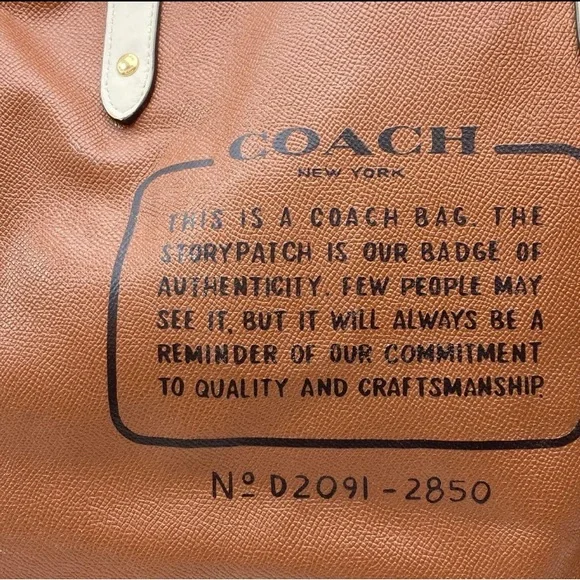 COACH
NEW YORK
THIS IS A COACH BAG. THE
STORYPATCH IS OUR BADGE OF
AUTHENTICITY. FEW PEOPLE MAY
SEE IT, BUT IT WILL ALWAYS BE A
REMINDER OF OUR COMMITMENT
TO QUALITY AND CRAFTSMANSHIP.
Nº D2091-2850